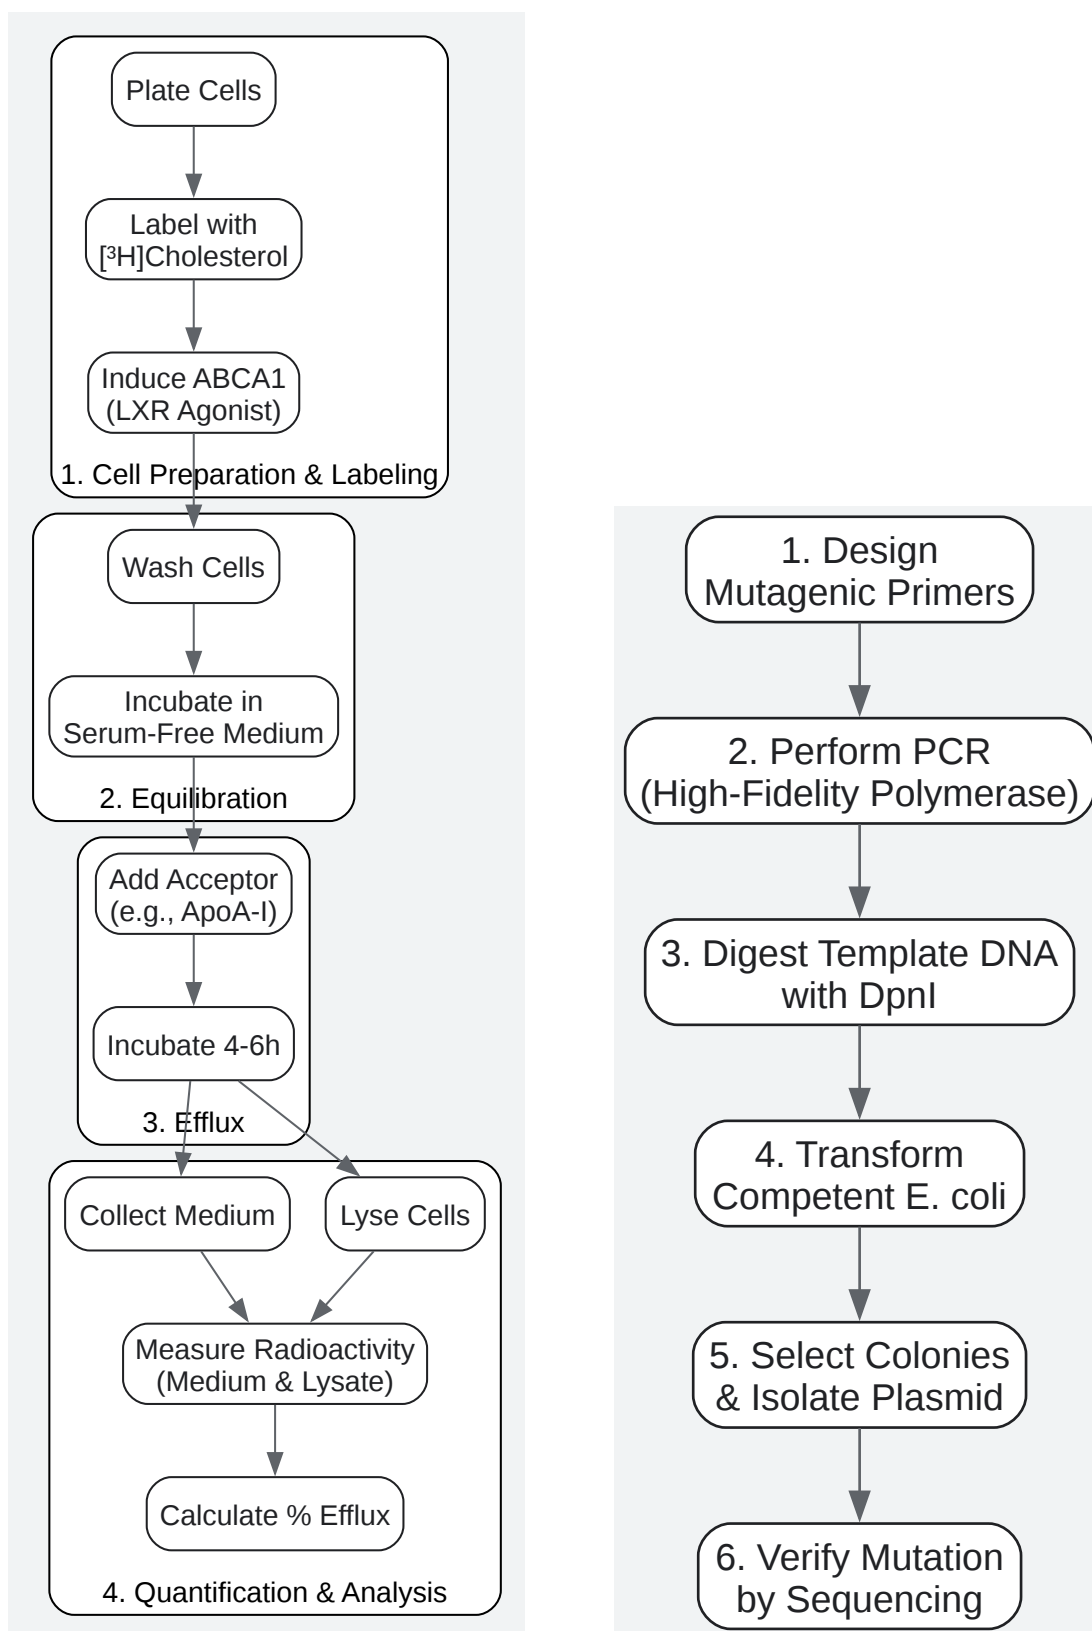 Plate Cells
Label with
[³H]Cholesterol
Induce ABCA1
(LXR Agonist)
1. Cell Preparation & Labeling
Wash Cells
Incubate in
Serum-Free Medium
2. Equilibration
Add Acceptor
(e.g., ApoA-I)
Incubate 4-6h
3. Efflux
Collect Medium
Lyse Cells
Measure Radioactivity
(Medium & Lysate)
Calculate % Efflux
4. Quantification & Analysis
1. Design
Mutagenic Primers
2. Perform PCR
(High-Fidelity Polymerase)
3. Digest Template DNA
with DpnI
4. Transform
Competent E. coli
5. Select Colonies
& Isolate Plasmid
6. Verify Mutation
by Sequencing